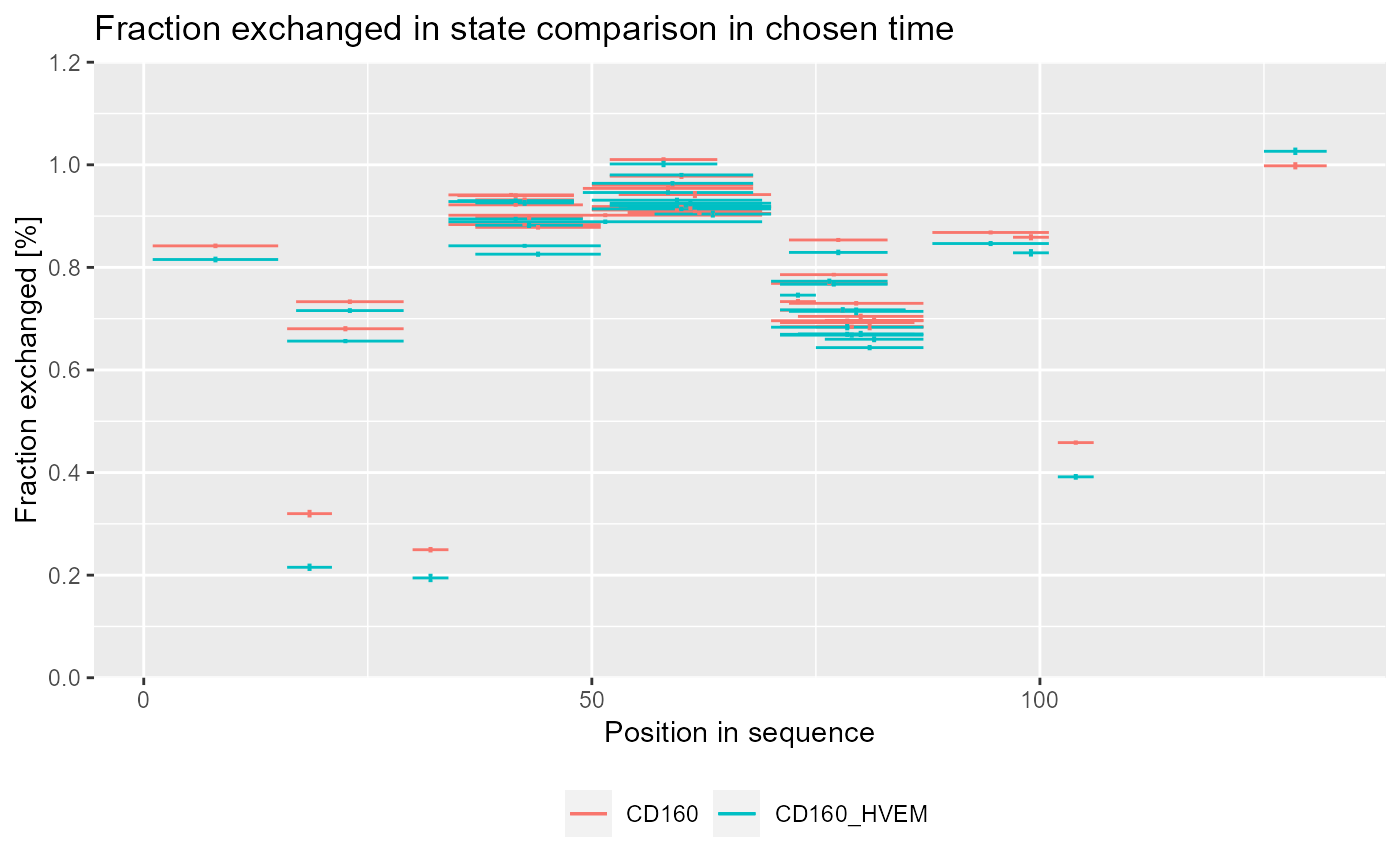 Fraction exchanged in state comparison in chosen time
1.2
1.0
0.8
0.6
0.4
0.2
0.0
Fraction exchanged [%]
0 50 100
Position in sequence
CD160 CD160_HVEM